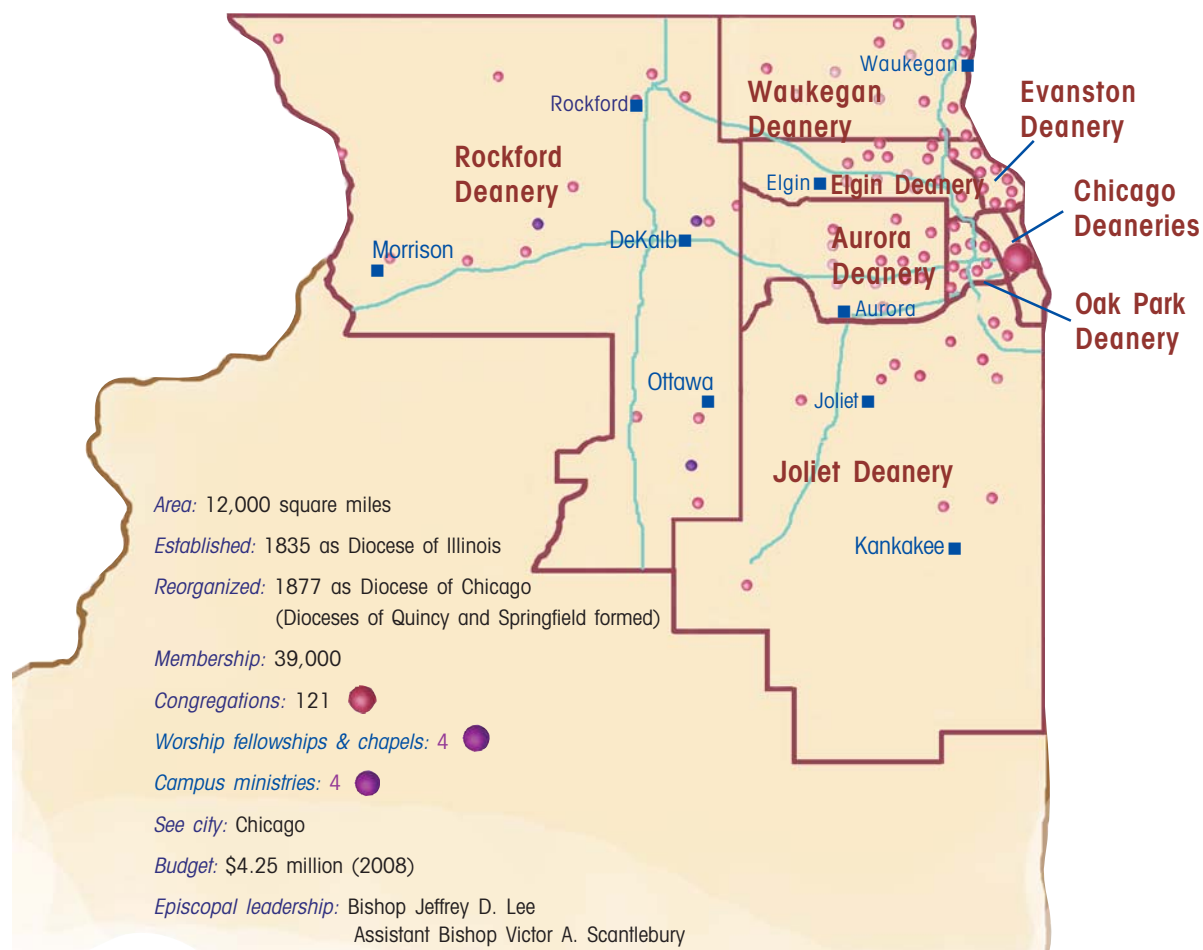 Waukegan
Waukegan
Deanery
Evanston
Deanery
Rockford
Rockford
Deanery
Elgin
Elgin Deanery
Chicago
Deaneries
Morrison
DeKalb
Aurora
Deanery
Aurora
Oak Park
Deanery
Ottawa
Joliet
Joliet Deanery
Kankakee
Area: 12,000 square miles
Established: 1835 as Diocese of Illinois
Reorganized: 1877 as Diocese of Chicago
(Dioceses of Quincy and Springfield formed)
Membership: 39,000
Congregations: 121
Worship fellowships & chapels: 4
Campus ministries: 4
See city: Chicago
Budget: $4.25 million (2008)
Episcopal leadership: Bishop Jeffrey D. Lee
Assistant Bishop Victor A. Scantlebury